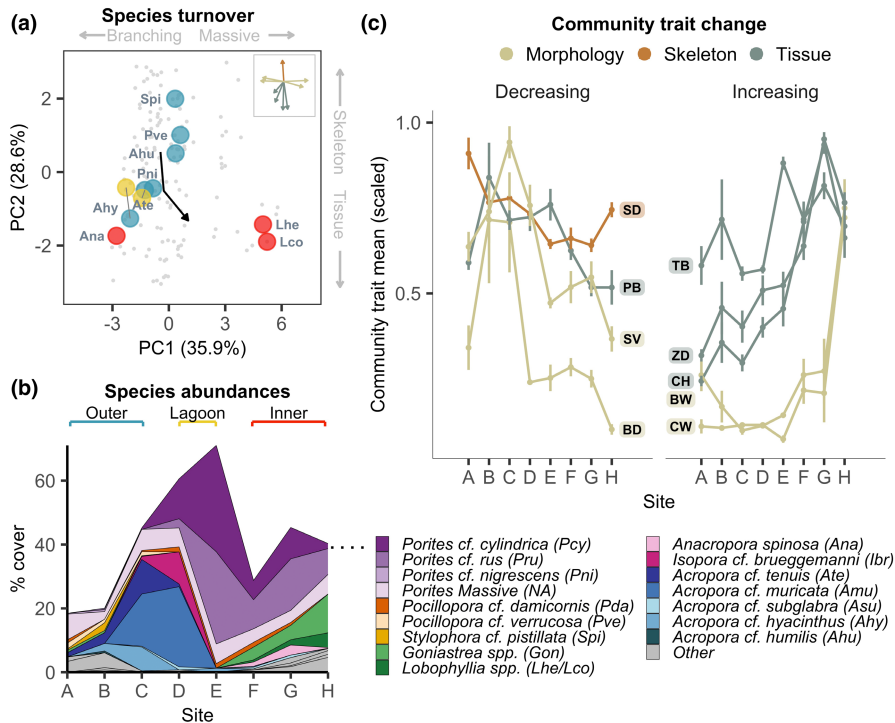 (a)
Species turnover
Branching Massive
PC2 (28.6%)
2
0
-2
Spi
Pve
Ahu
Pni
Ahy
Ate
Ana
Lhe
Lco
Skeleton
Tissue
-3 0 3 6
PC1 (35.9%)
(b)
Species abundances
Outer Lagoon Inner
% cover
60
40
20
0
A B C D E F G H
Site
(c)
Community trait change
Morphology Skeleton Tissue
Decreasing Increasing
Community trait mean (scaled)
1.0
0.5
SD
PB
SV
BD
TB
ZD
CH
BW
CW
A B C D E F G H A B C D E F G H
Site
Porites cf. cylindrica (Pcy)
Porites cf. rus (Pru)
Porites cf. nigrescens (Pni)
Porites Massive (NA)
Pocillopora cf. damicornis (Pda)
Pocillopora cf. verrucosa (Pve)
Stylophora cf. pistillata (Spi)
Goniastrea spp. (Gon)
Lobophyllia spp. (Lhe/Lco)
Anacropora spinosa (Ana)
Isopora cf. brueggemanni (Ibr)
Acropora cf. tenuis (Ate)
Acropora cf. muricata (Amu)
Acropora cf. subglabra (Asu)
Acropora cf. hyacinthus (Ahy)
Acropora cf. humilis (Ahu)
Other